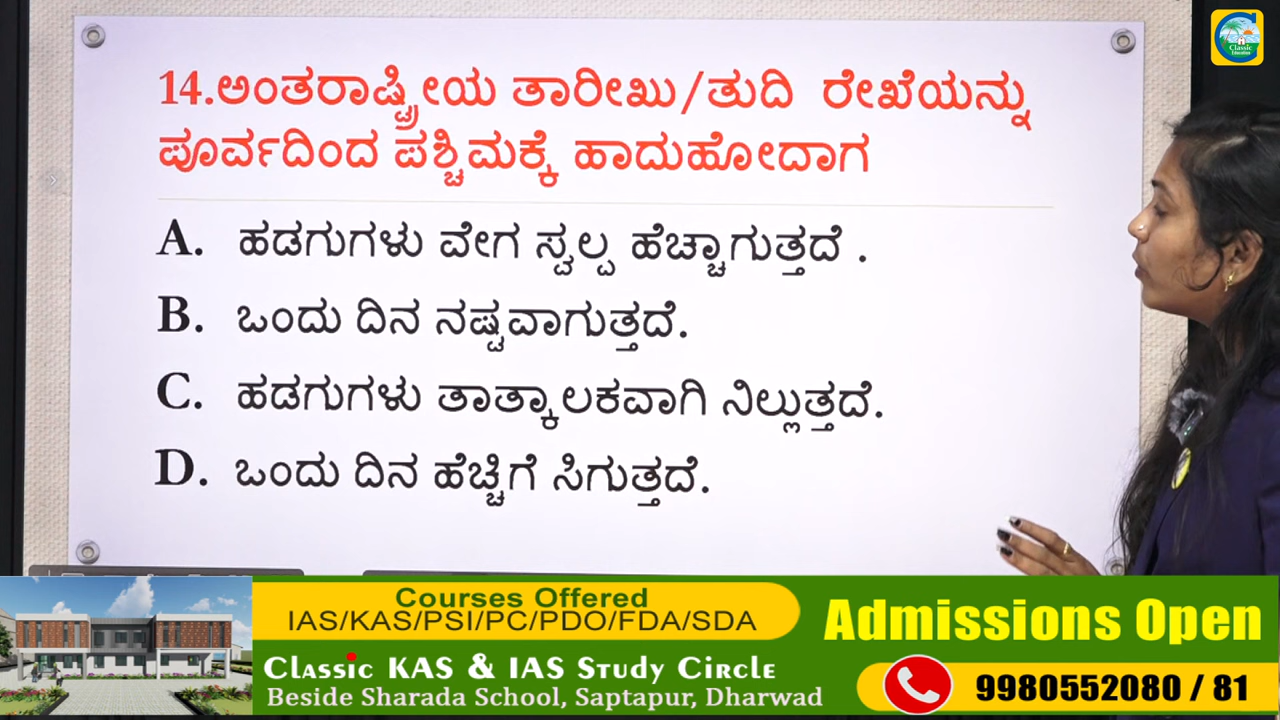 Classic
Education
14.ಅಂತರಾಷ್ಟ್ರೀಯ ತಾರೀಖು/ತುದಿ ರೇಖೆಯನ್ನು
ಪೂರ್ವದಿಂದ ಪಶ್ಚಿಮಕ್ಕೆ ಹಾದುಹೋದಾಗ
A. ಹಡಗುಗಳು ವೇಗ ಸ್ವಲ್ಪ ಹೆಚ್ಚಾಗುತ್ತದೆ .
B. ಒಂದು ದಿನ ನಷ್ಟವಾಗುತ್ತದೆ.
C. ಹಡಗುಗಳು ತಾತ್ಕಾಲಕವಾಗಿ ನಿಲ್ಲುತ್ತದೆ.
D. ಒಂದು ದಿನ ಹೆಚ್ಚಿಗೆ ಸಿಗುತ್ತದೆ.
Courses Offered
IAS/KAS/PSI/PC/PDO/FDA/SDA
Classic KAS & IAS Study Circle
Beside Sharada School, Saptapur, Dharwad
Admissions Open
9980552080 / 81